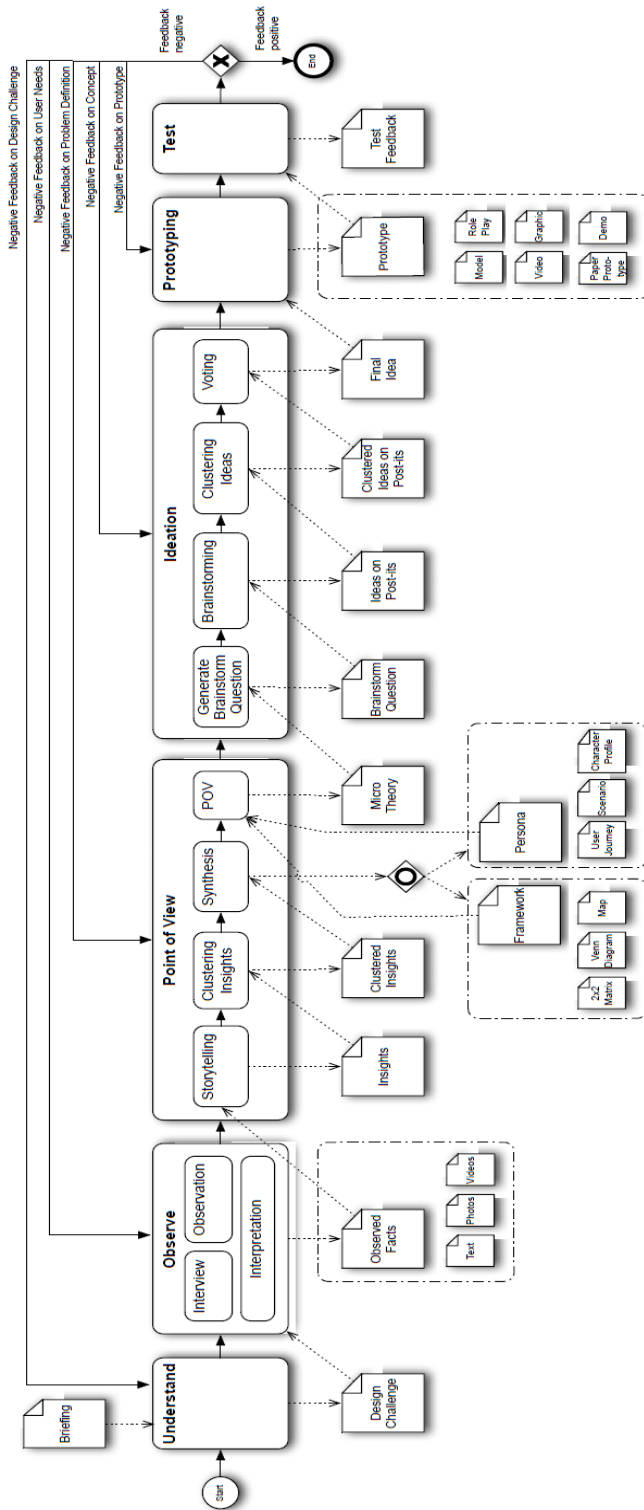 Negative Feedback on Design Challenge
Negative Feedback on User Needs
Negative Feedback on Problem Definition
Negative Feedback on Concept
Negative Feedback on Prototype
Feedback
negative
Feedback
positive
Briefing
Start
Understand
Design
Challenge
Observe
Interview
Observation
Interpretation
Observed
Facts
Text
Photos
Videos
Point of View
Storytelling
Clustering
Insights
Synthesis
POV
Insights
Clustered
Insights
Micro
Theory
Framework
2x2
Matrix
Venn
Diagram
Map
Persona
User
Journey
Scenario
Character
Profile
Ideation
Generate
Brainstorm
Question
Brainstorming
Clustering
Ideas
Voting
Brainstorm
Question
Ideas on
Post-its
Clustered
Ideas on
Post-its
Final
Idea
Prototyping
Prototype
Model
Role
Play
Video
Graphic
Paper
Proto-
type
Demo
Test
Test
Feedback
X
O
End